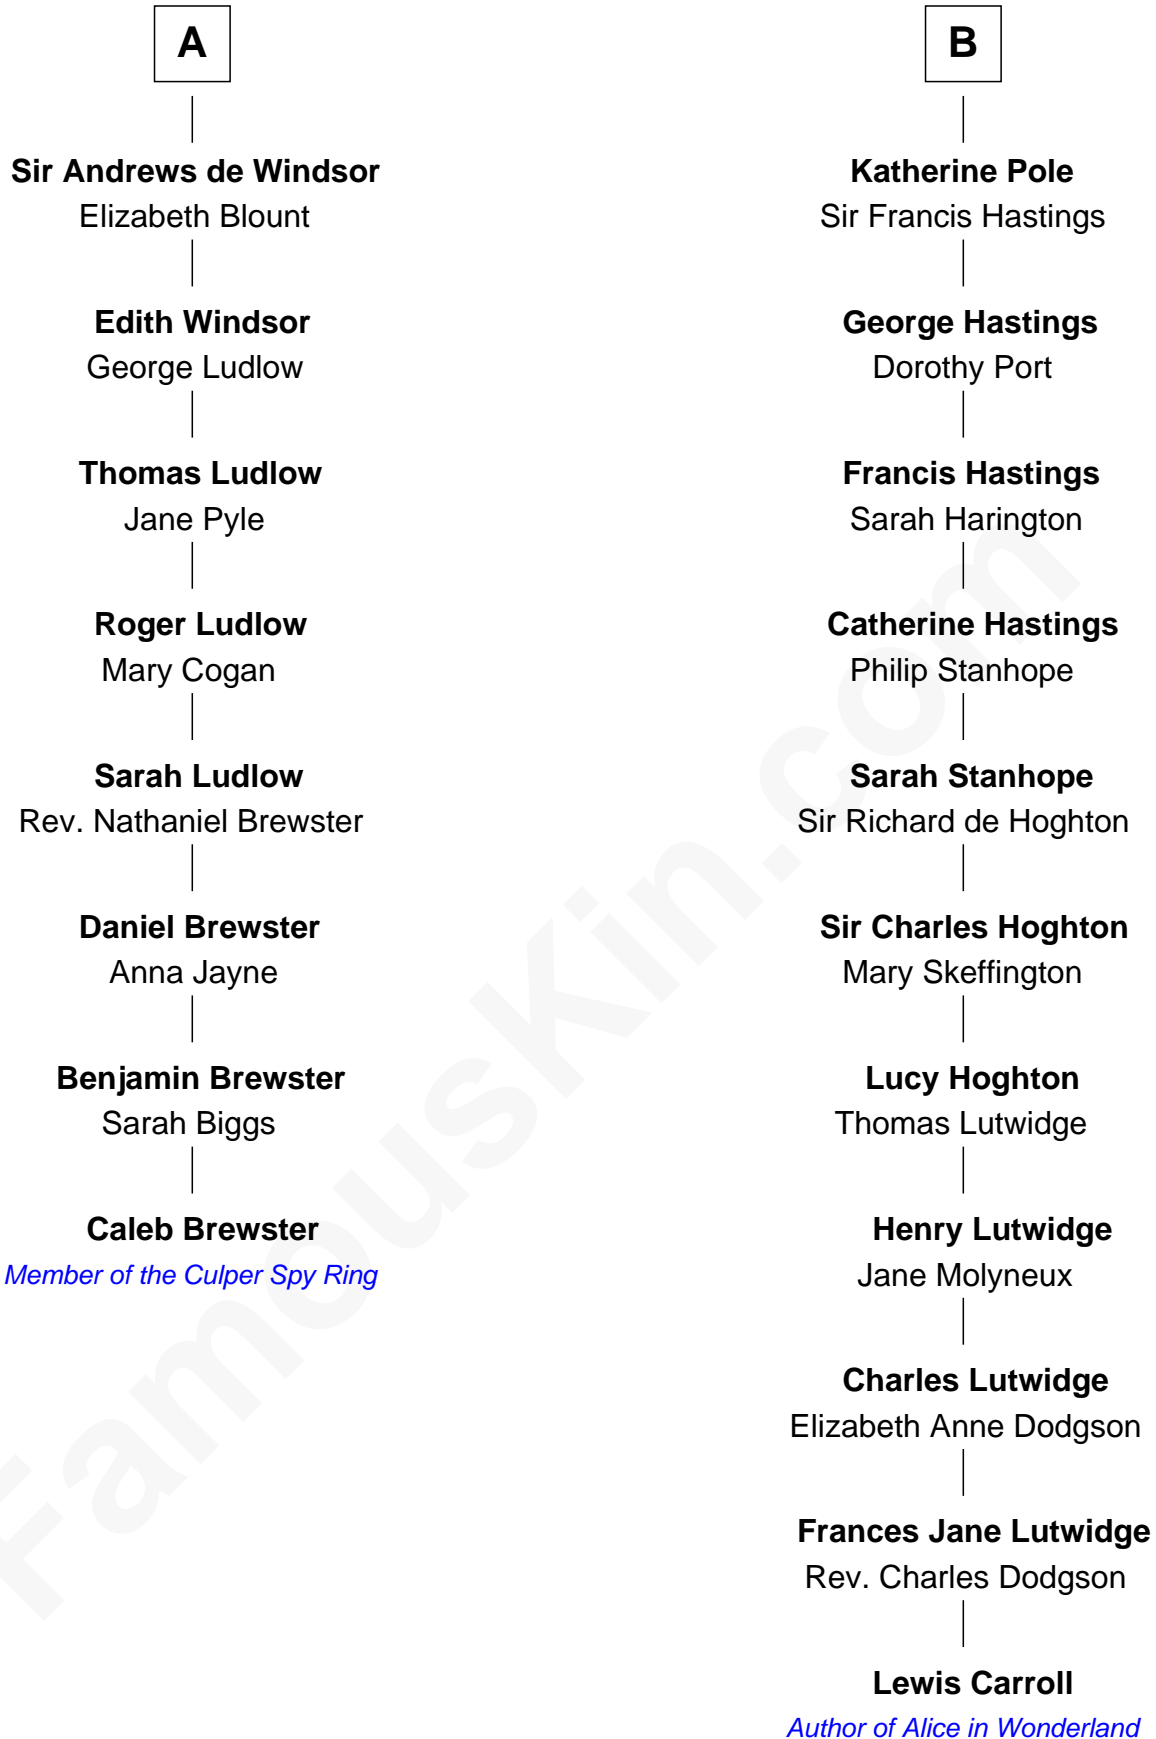 A
Sir Andrews de Windsor
Elizabeth Blount
Edith Windsor
George Ludlow
Thomas Ludlow
Jane Pyle
Roger Ludlow
Mary Cogan
Sarah Ludlow
Rev. Nathaniel Brewster
Daniel Brewster
Anna Jayne
Benjamin Brewster
Sarah Biggs
Caleb Brewster
Member of the Culper Spy Ring
B
Katherine Pole
Sir Francis Hastings
George Hastings
Dorothy Port
Francis Hastings
Sarah Harington
Catherine Hastings
Philip Stanhope
Sarah Stanhope
Sir Richard de Hoghton
Sir Charles Hoghton
Mary Skeffington
Lucy Hoghton
Thomas Lutwidge
Henry Lutwidge
Jane Molyneux
Charles Lutwidge
Elizabeth Anne Dodgson
Frances Jane Lutwidge
Rev. Charles Dodgson
Lewis Carroll
Author of Alice in Wonderland
FamousKin.com